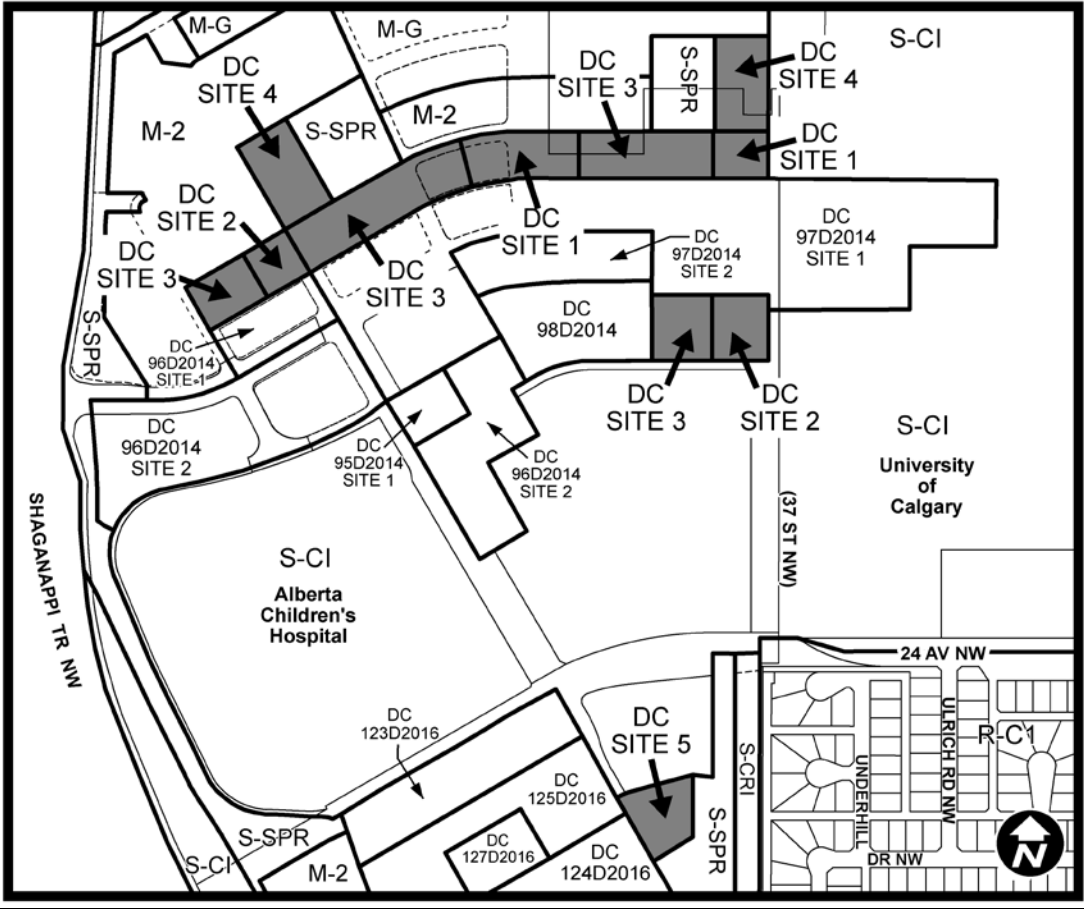 M-G
M-G
S-CI
DC
SITE 4
DC
SITE 3
S-SPR
DC
SITE 4
M-2
S-SPR
M-2
DC
SITE 1
DC
SITE 2
DC
SITE 1
DC
97D2014
SITE 2
DC
97D2014
SITE 1
DC
SITE 3
DC
SITE 3
DC
98D2014
S-SPR
DC
96D2014
SITE 1
DC
SITE 3
DC
SITE 2
DC
96D2014
SITE 2
DC
95D2014
SITE 1
DC
96D2014
SITE 2
S-CI
University
of
Calgary
SHAGANAPPI TR NW
(37 ST NW)
S-CI
Alberta
Children's
Hospital
24 AV NW
DC
123D2016
DC
SITE 5
S-CRI
ULRICH RD NW
R-C1
UNDERHILL
DR NW
DC
125D2016
S-SPR
S-SPR
S-CI
M-2
DC
127D2016
DC
124D2016
N